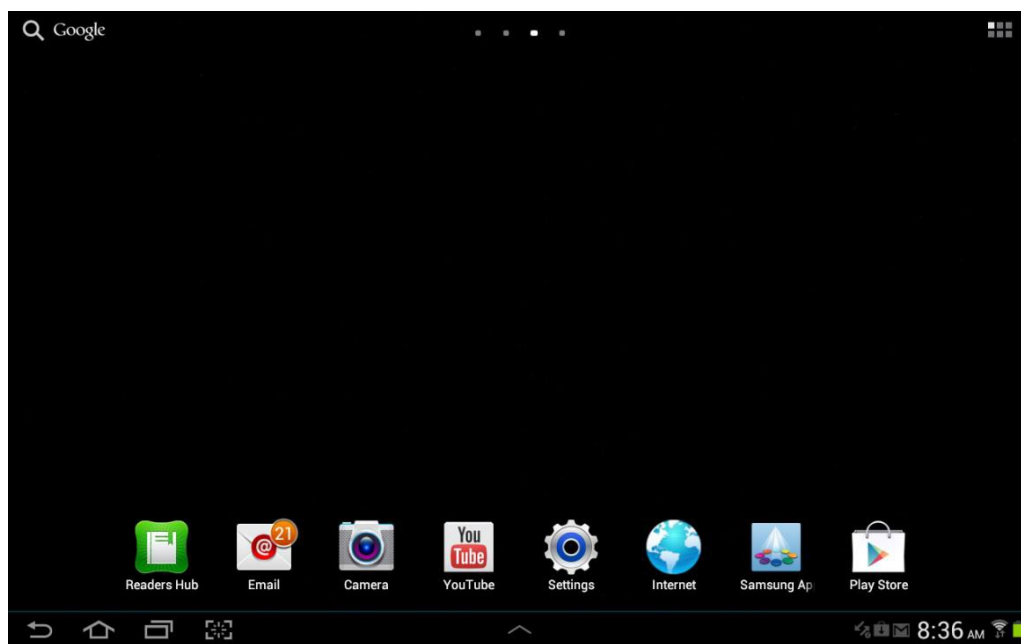 Google
21
You
Tube
Readers Hub
Email
Camera
YouTube
Settings
Internet
Samsung Ap
Play Store
8:36 AM